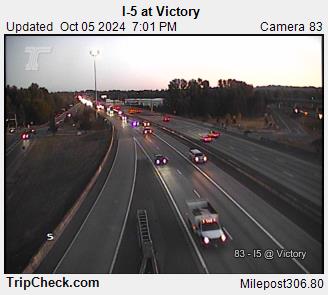 I-5 at Victory
Updated Oct 05 2024 7:01 PM Camera 83
S
83 - I5 @ Victory
TripCheck.com Milepost306.80